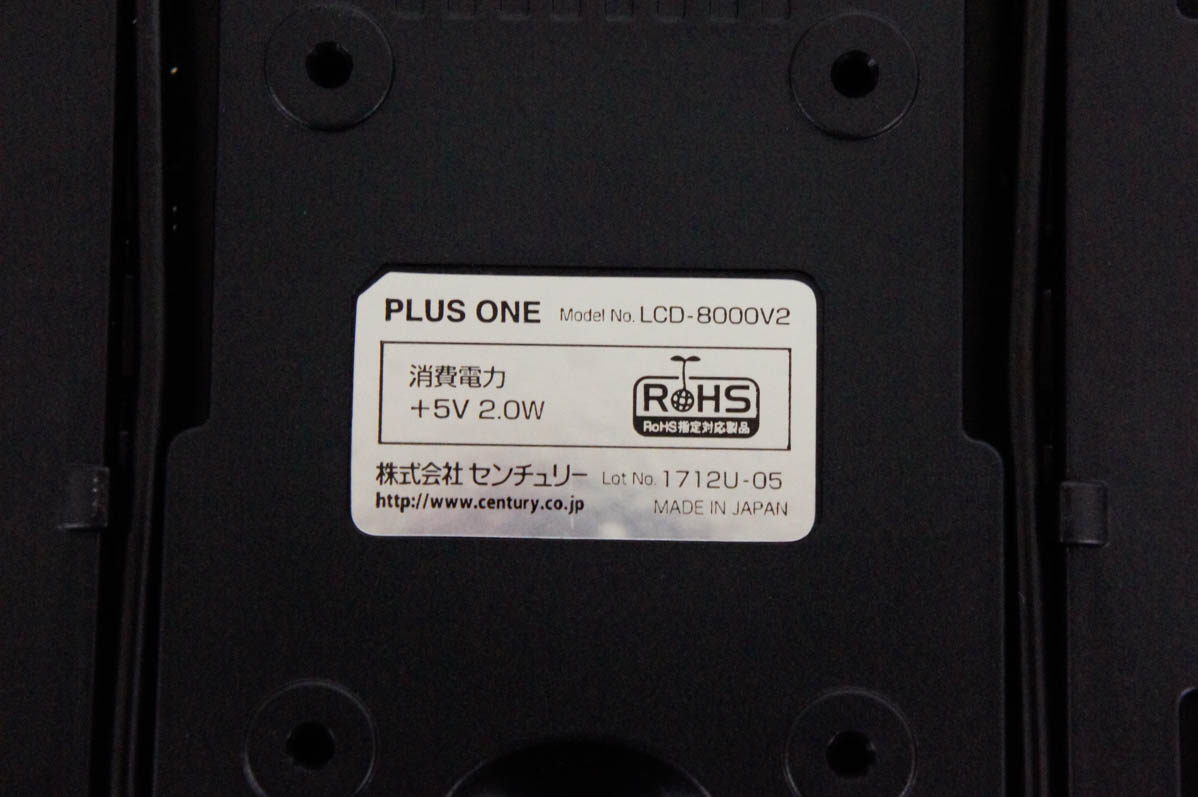 PLUS ONE Model No. LCD-8000V2
消費電力
+5V 2.0W
RoHS
RoHS指定対応製品
株式会社 センチュリー Lot No. 1712U-05
http://www.century.co.jp MADE IN JAPAN